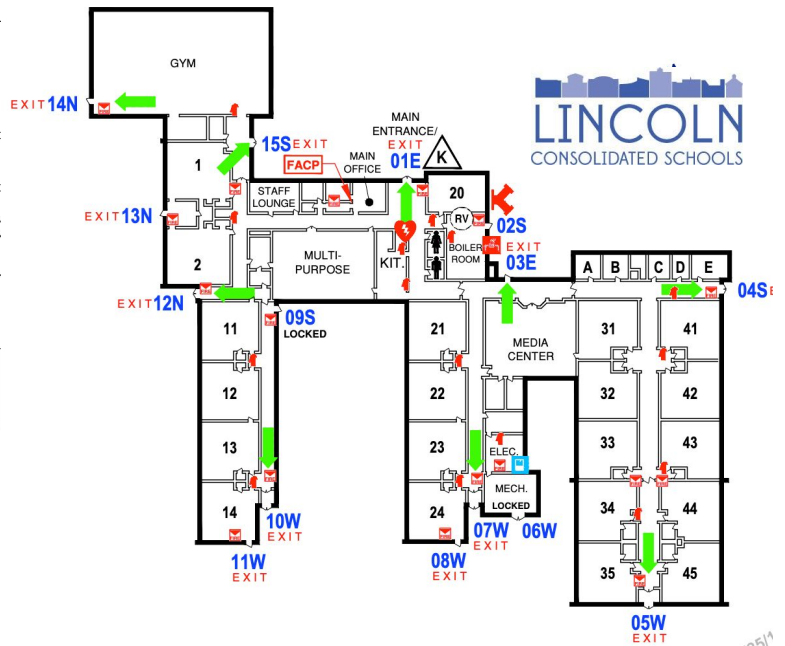 GYM
EXIT 14N
MAIN
ENTRANCE/
EXIT
01E
K
LINCOLN
CONSOLIDATED SCHOOLS
15S EXIT
FACP
MAIN
OFFICE
1
STAFF
LOUNGE
20
RV
02S
EXIT
03E
EXIT 13N
2
MULTI-
PURPOSE
KIT.
BOILER
ROOM
A
B
C
D
E
04S E
EXIT 12N
09S
LOCKED
11
21
MEDIA
CENTER
31
41
12
22
32
42
13
23
ELEC.
33
43
14
24
MECH.
LOCKED
34
44
10W
EXIT
11W
EXIT
07W
EXIT
06W
08W
EXIT
35
45
05W
EXIT